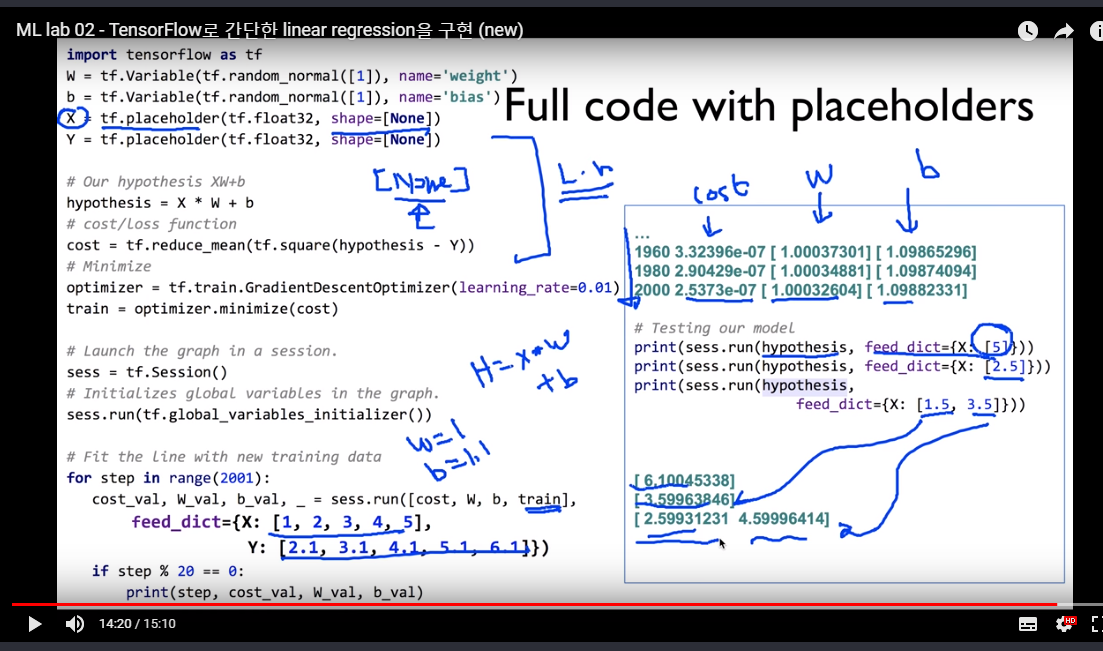 ML lab 02 - TensorFlow로 간단한 linear regression을 구현 (new)
import tensorflow as tf
W = tf.Variable(tf.random_normal([1]), name='weight')
b = tf.Variable(tf.random_normal([1]), name='bias')
Full code with placeholders
X = tf.placeholder(tf.float32, shape=[None])
Y = tf.placeholder(tf.float32, shape=[None])
[None]
L.r
# Our hypothesis XW+b
hypothesis = X * W + b
# cost/loss function
cost = tf.reduce_mean(tf.square(hypothesis - Y))
# Minimize
optimizer = tf.train.GradientDescentOptimizer(learning_rate=0.01)
train = optimizer.minimize(cost)
H=X*W
+b
# Launch the graph in a session.
sess = tf.Session()
# Initializes global variables in the graph.
sess.run(tf.global_variables_initializer())
W=1
b=1.1
# Fit the line with new training data
for step in range(2001):
cost_val, W_val, b_val, _ = sess.run([cost, W, b, train],
feed_dict={X: [1, 2, 3, 4, 5],
Y: [2.1, 3.1, 4.1, 5.1, 6.1]})
if step % 20 == 0:
print(step, cost_val, W_val, b_val)
cost W b
...
1960 3.32396e-07 [ 1.00037301] [ 1.09865296]
1980 2.90429e-07 [ 1.00034881] [ 1.09874094]
2000 2.5373e-07 [ 1.00032604] [ 1.09882331]
# Testing our model
print(sess.run(hypothesis, feed_dict={X: [5]}))
print(sess.run(hypothesis, feed_dict={X: [2.5]}))
print(sess.run(hypothesis,
feed_dict={X: [1.5, 3.5]}))
[ 6.10045338]
[ 3.59963846]
[ 2.59931231 4.59996414]
14:20 / 15:10
HD